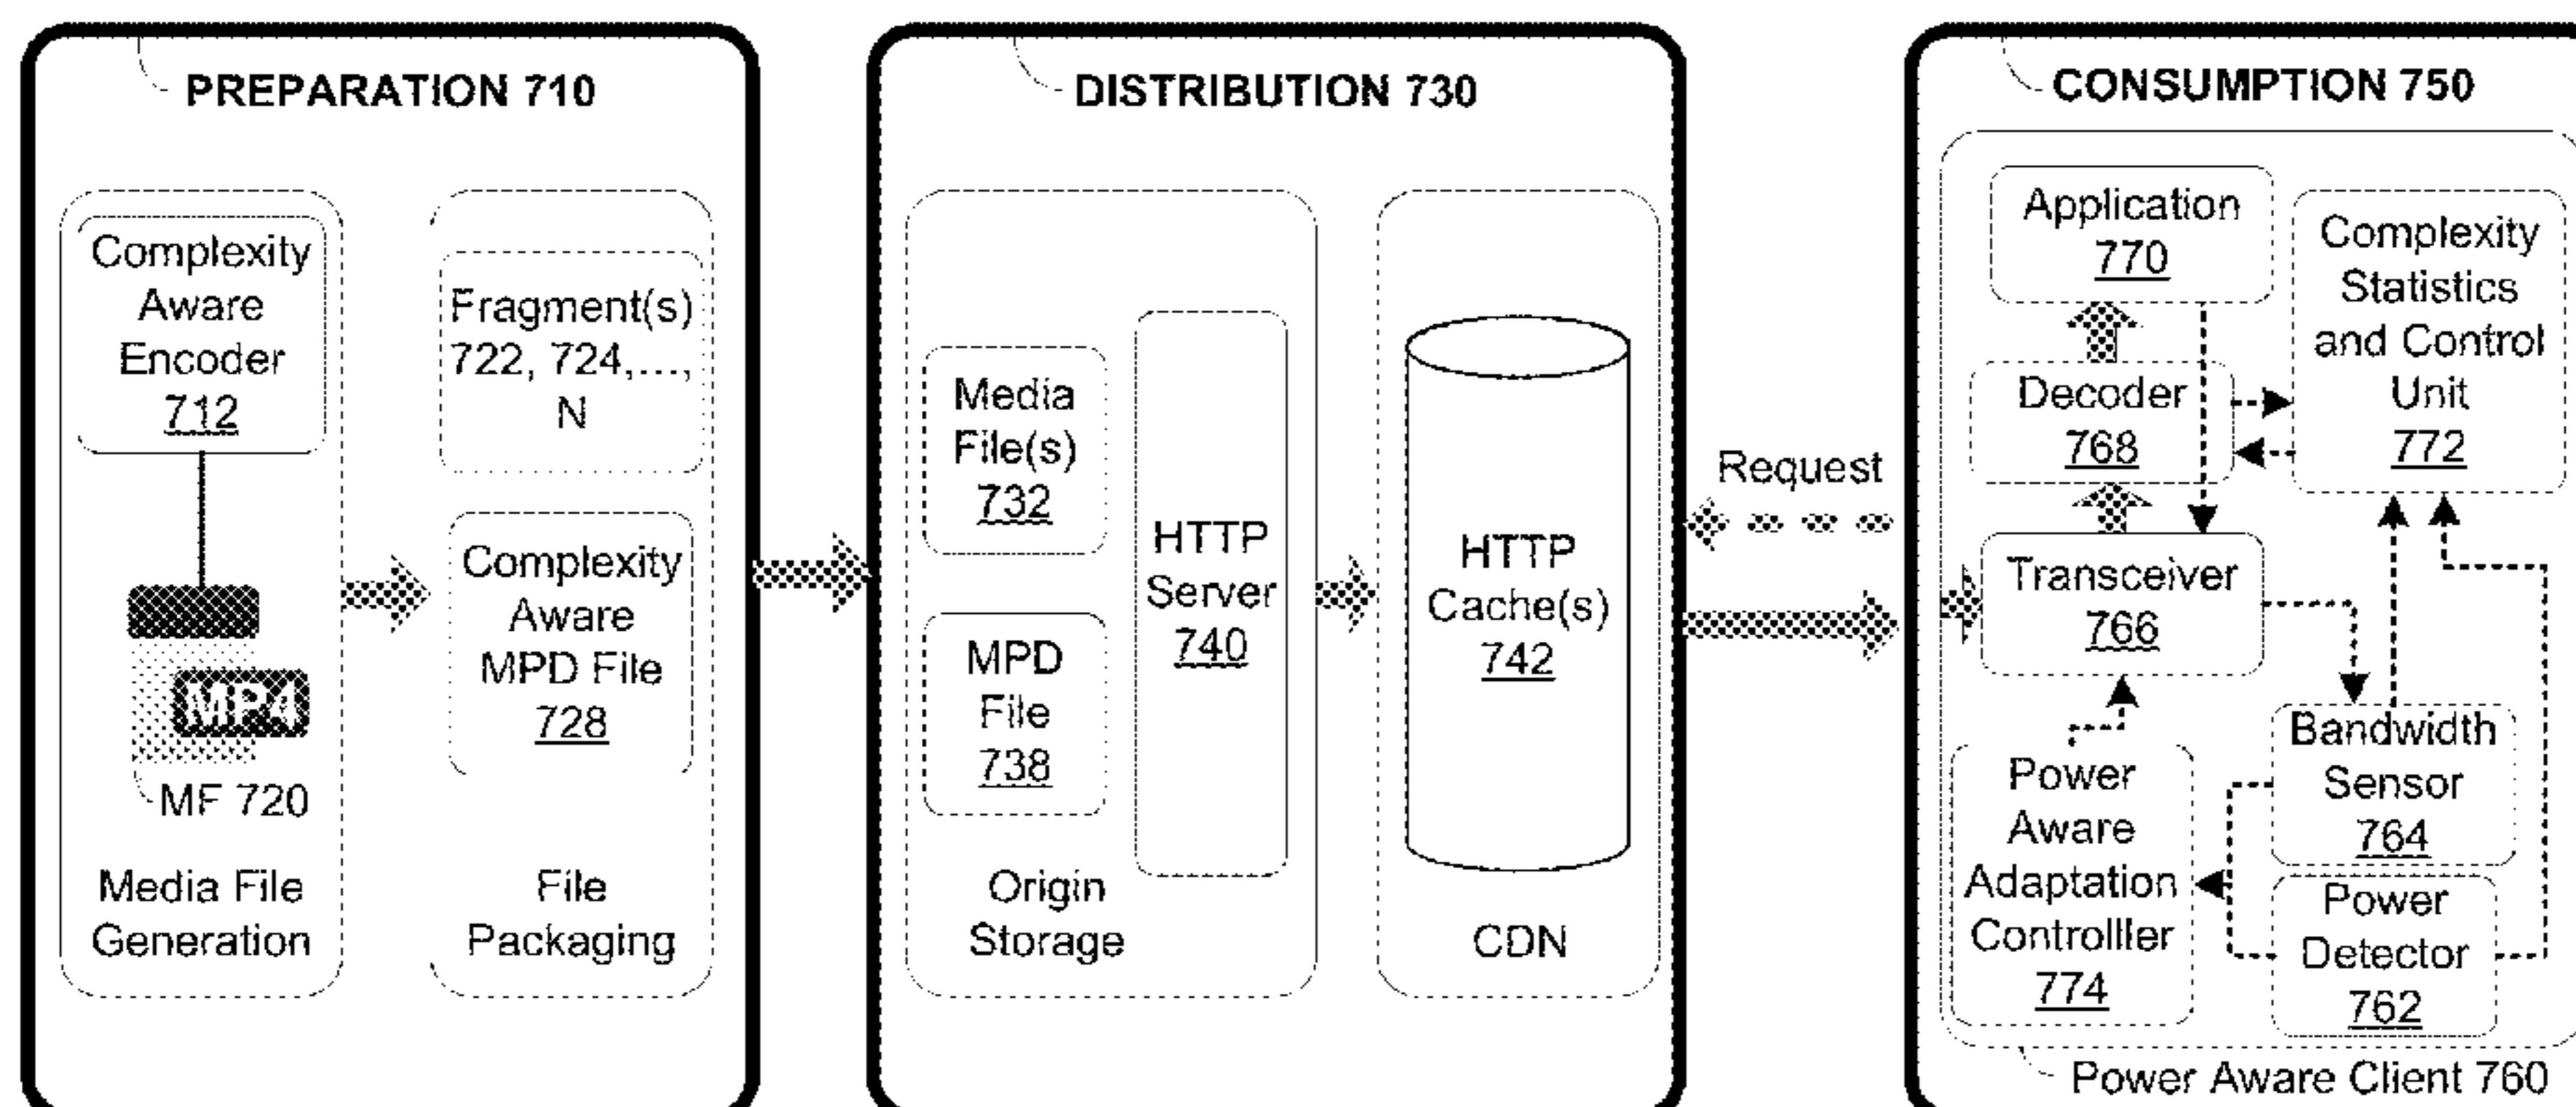 PREPARATION 710
Complexity
Aware
Encoder
712
MP4
MF 720
Media File
Generation
Fragment(s)
722, 724,...,
N
Complexity
Aware
MPD File
728
File
Packaging
DISTRIBUTION 730
Media
File(s)
732
MPD
File
738
HTTP
Server
740
Origin
Storage
HTTP
Cache(s)
742
CDN
Request
CONSUMPTION 750
Application
770
Complexity
Statistics
and Control
Unit
772
Decoder
768
Transceiver
766
Bandwidth
Sensor
764
Power
Aware
Adaptation
Controlller
774
Power
Detector
762
Power Aware Client 760